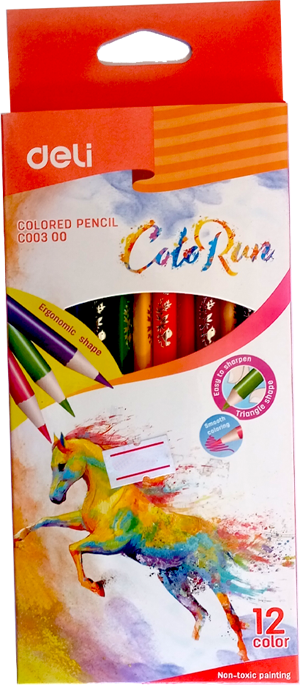 deli
COLORED PENCIL
C003 00
ColoRun
Ergonomic shape
Easy to sharpen
Triangle shape
Smooth
coloring
12
color
Non-toxic painting